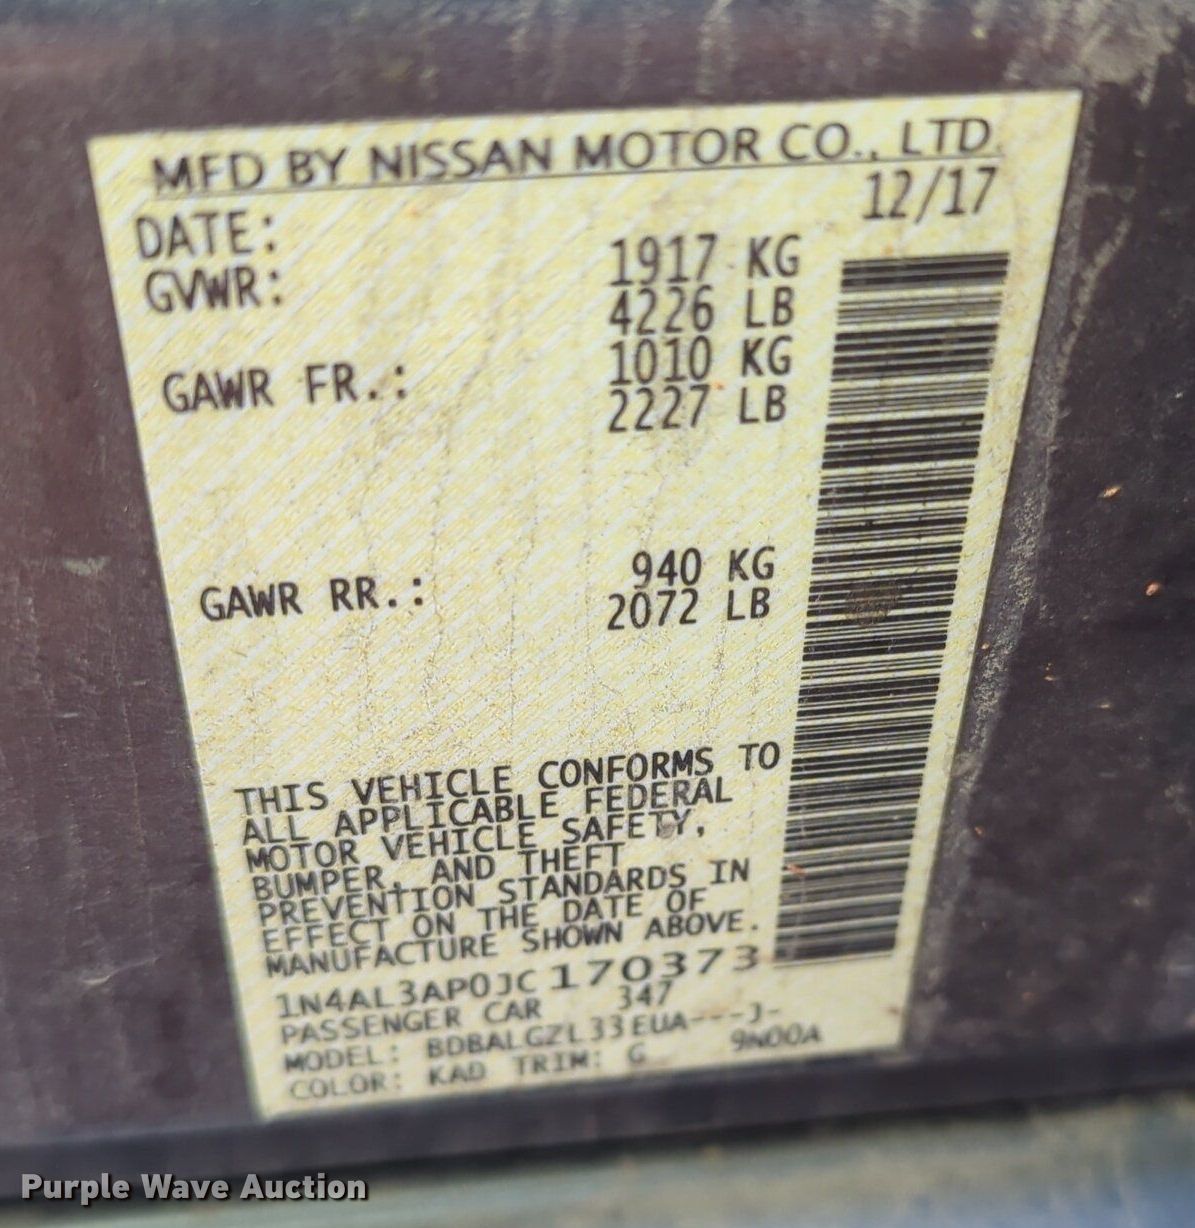 MFD BY NISSAN MOTOR CO., LTD.
DATE: 12/17
GVWR: 1917 KG
4226 LB
GAWR FR.: 1010 KG
2227 LB
GAWR RR.: 940 KG
2072 LB
THIS VEHICLE CONFORMS TO
ALL APPLICABLE FEDERAL
MOTOR VEHICLE SAFETY,
BUMPER, AND THEFT
PREVENTION STANDARDS IN
EFFECT ON THE DATE OF
MANUFACTURE SHOWN ABOVE.
1N4AL3AP0JC170373
PASSENGER CAR 347
MODEL: BDBALGZL33EUA---J-
COLOR: KAD TRIM: G 9N00A
Purple Wave Auction